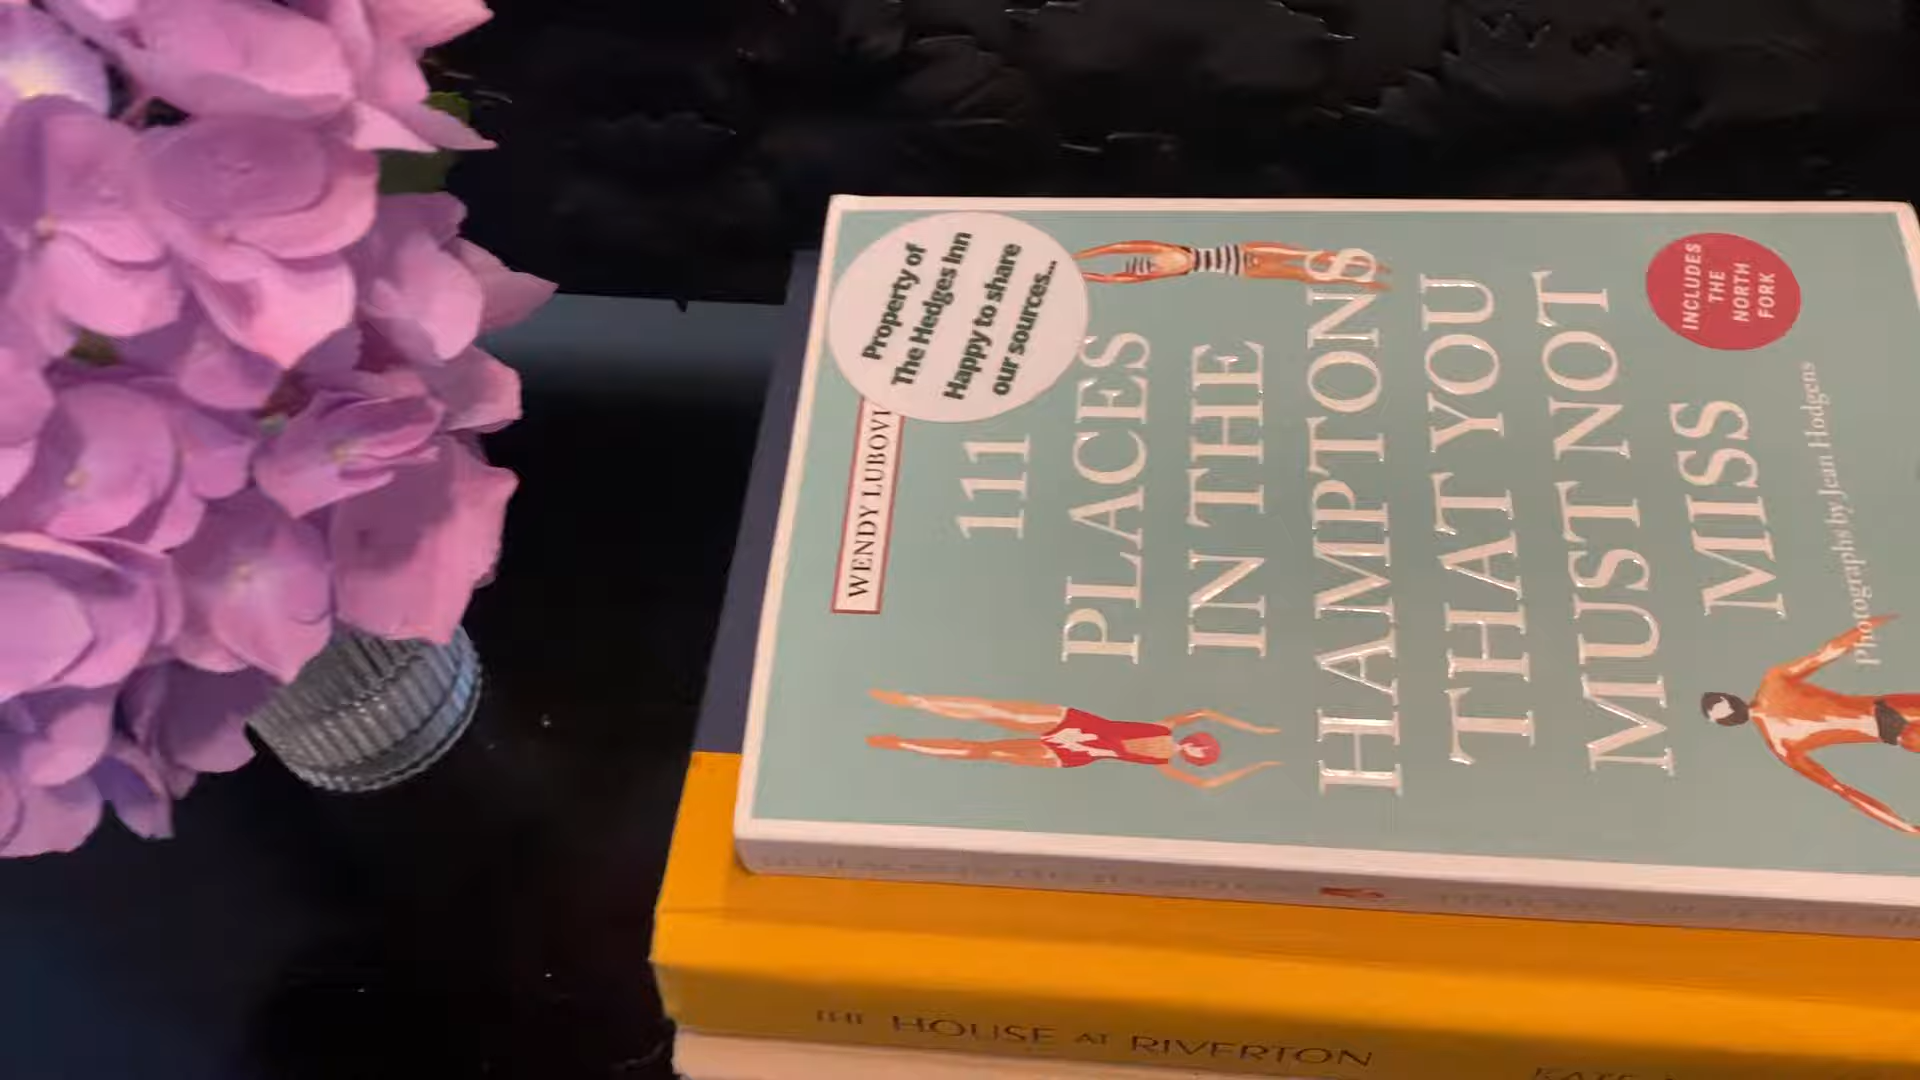 Property of
The Hedges Inn
Happy to share
our sources...
WENDY LUBOVI
111
PLACES
IN THE
HAMPTONS
THAT YOU
MUST NOT
MISS
INCLUDES
THE
NORTH
FORK
Photographs by Jean Hodgens
THE HOUSE AT RIVERTON